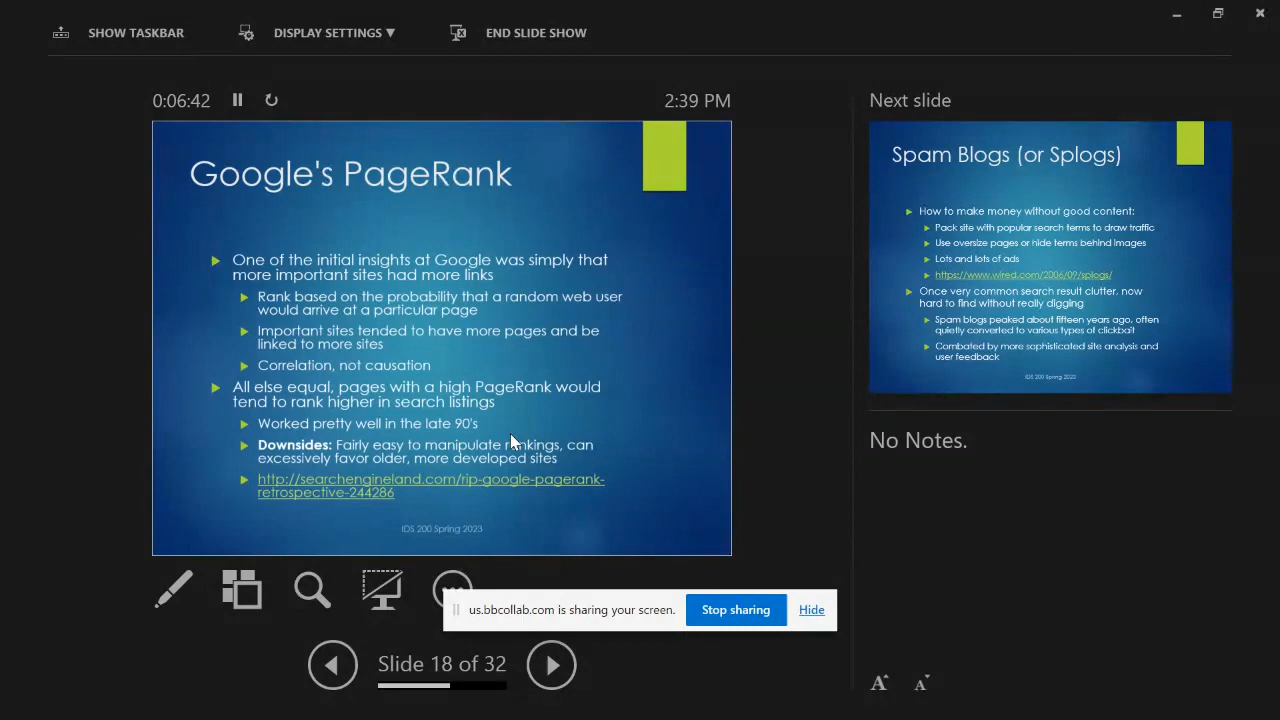 SHOW TASKBAR
DISPLAY SETTINGS ▼
END SLIDE SHOW
0:06:42
2:39 PM
Next slide
Google's PageRank
One of the initial insights at Google was simply that
more important sites had more links
Rank based on the probability that a random web user
would arrive at a particular page
Important sites tended to have more pages and be
linked to more sites
Correlation, not causation
All else equal, pages with a high PageRank would
tend to rank higher in search listings
Worked pretty well in the late 90's
Downsides: Fairly easy to manipulate rankings, can
excessively favor older, more developed sites
http://searchengineland.com/rip-google-pagerank-
retrospective-244286
IDS 200 Spring 2023
Spam Blogs (or Splogs)
How to make money without good content:
Pack site with popular search terms to draw traffic
Use oversize pages or hide terms behind images
Lots and lots of ads
https://www.wired.com/2006/09/splogs/
Once very common search result clutter, now
hard to find without really digging
Spam blogs peaked about fifteen years ago, often
quietly converted to various types of clickbait
Combated by more sophisticated site analysis and
user feedback
IDS 200 Spring 2023
No Notes.
us.bbcollab.com is sharing your screen.
Stop sharing
Hide
Slide 18 of 32
A A